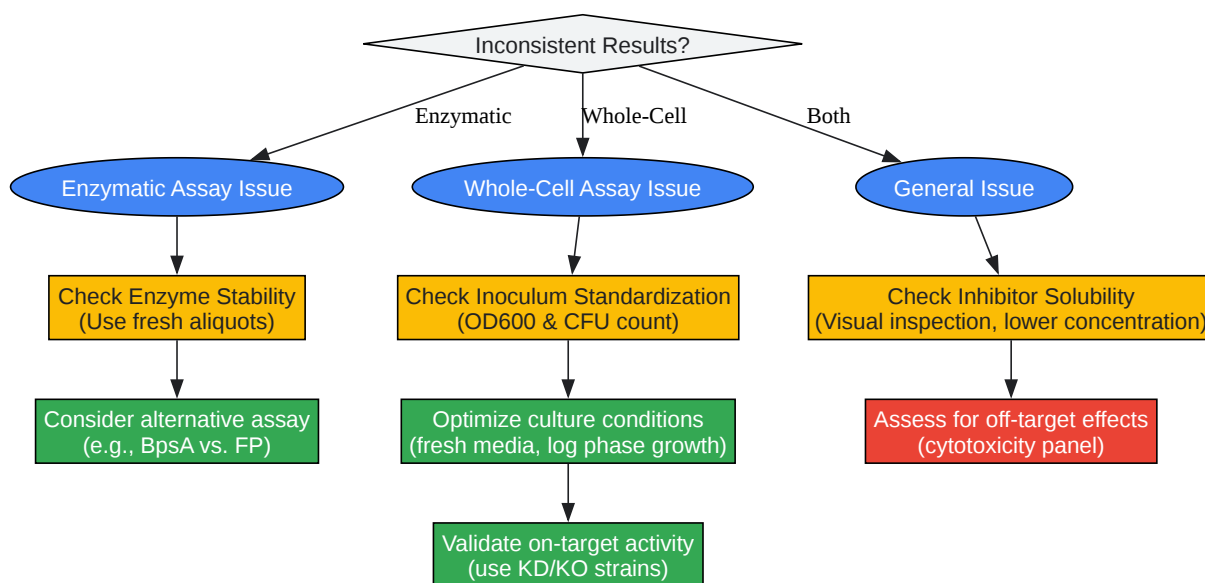 Inconsistent Results?
Enzymatic
Whole-Cell
Both
Enzymatic Assay Issue
Whole-Cell Assay Issue
General Issue
Check Enzyme Stability
(Use fresh aliquots)
Check Inoculum Standardization
(OD600 & CFU count)
Check Inhibitor Solubility
(Visual inspection, lower concentration)
Consider alternative assay
(e.g., BpsA vs. FP)
Optimize culture conditions
(fresh media, log phase growth)
Assess for off-target effects
(cytotoxicity panel)
Validate on-target activity
(use KD/KO strains)